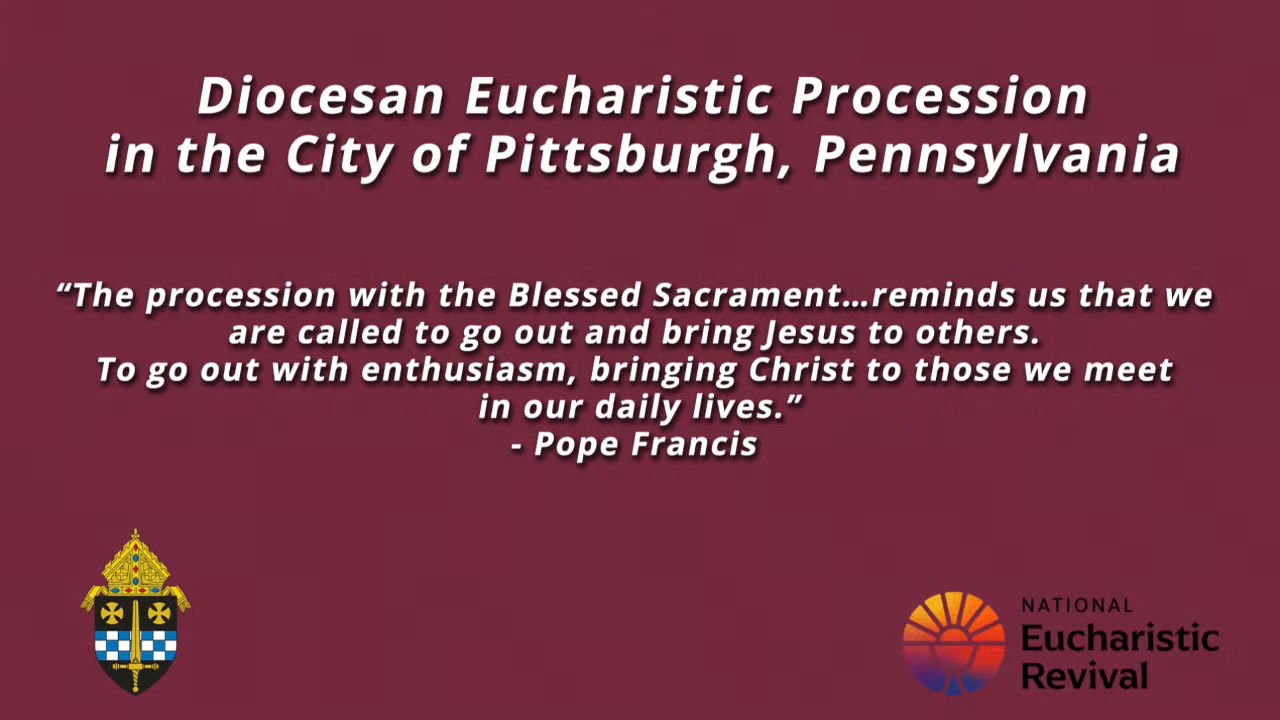 Diocesan Eucharistic Procession
in the City of Pittsburgh, Pennsylvania
“The procession with the Blessed Sacrament...reminds us that we
are called to go out and bring Jesus to others.
To go out with enthusiasm, bringing Christ to those we meet
in our daily lives.”
- Pope Francis
NATIONAL
Eucharistic
Revival